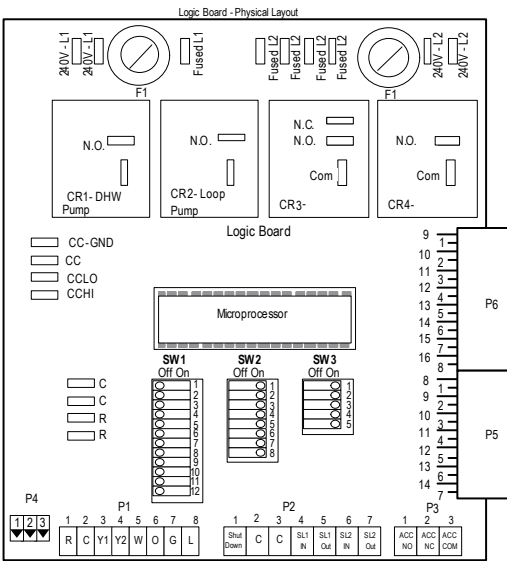 Logic Board - Physical Layout
240V - L1
240V - L1
Fused L1
Fused L2
Fused L2
Fused L2
Fused L2
240V - L2
240V - L2
F1
F1
N.O.
CR1- DHW
Pump
N.O.
CR2- Loop
Pump
N.C.
N.O.
Com
CR3-
N.O.
Com
CR4-
Logic Board
CC-GND
CC
CCLO
CCHI
Microprocessor
9
1
10
2
11
3
12
4
13
5
14
6
15
7
16
8
P6
8
1
9
2
10
3
11
4
12
5
13
6
14
7
P5
SW1
Off On
1
2
3
4
5
6
7
8
9
10
11
12
SW2
Off On
1
2
3
4
5
6
7
8
SW3
Off On
1
2
3
4
5
C
C
R
R
P4
1 2 3
P1
1 2 3 4 5 6 7 8
R C Y1 Y2 W O G L
P2
1 2 3 4 5 6 7
Shut Down C C SL1 IN SL1 Out SL2 IN SL2 Out
P3
1 2 3
ACC NO ACC NC ACC COM